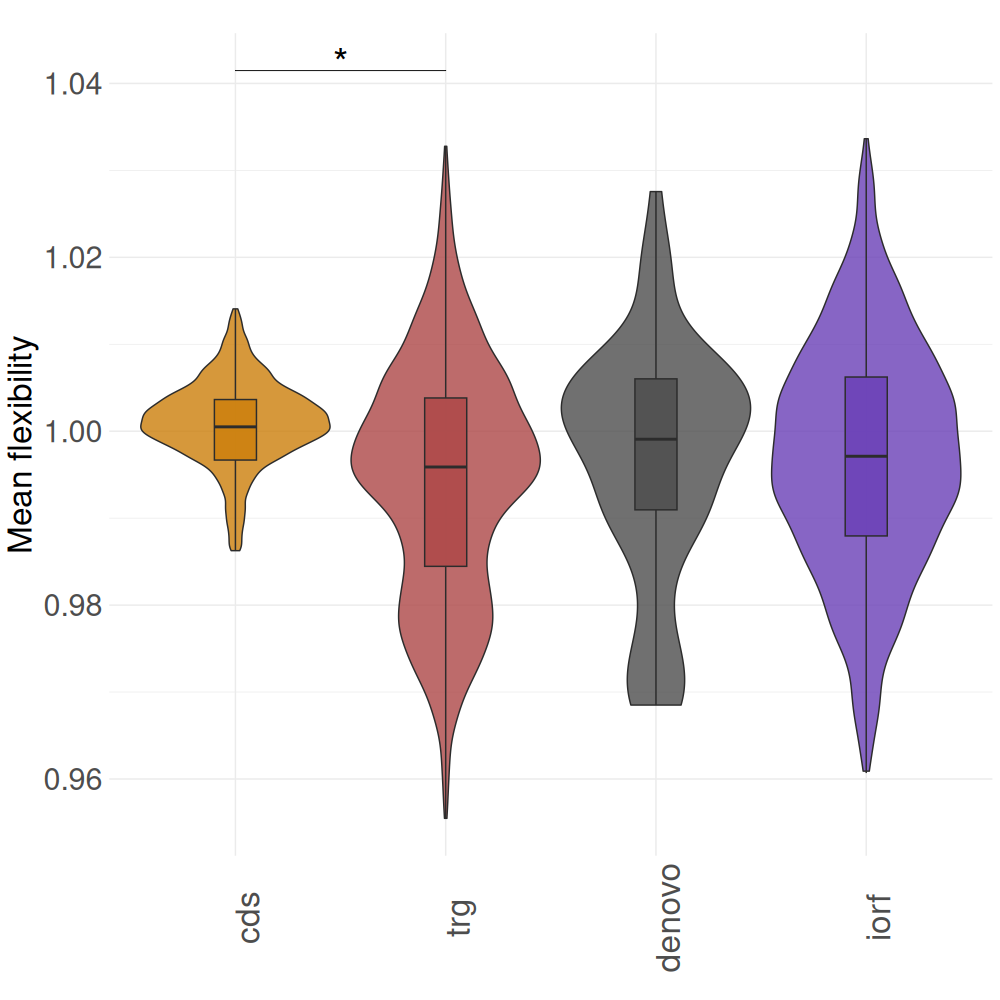 *
1.04
1.02
1.00
0.98
0.96
Mean flexibility
cds
trg
denovo
iorf